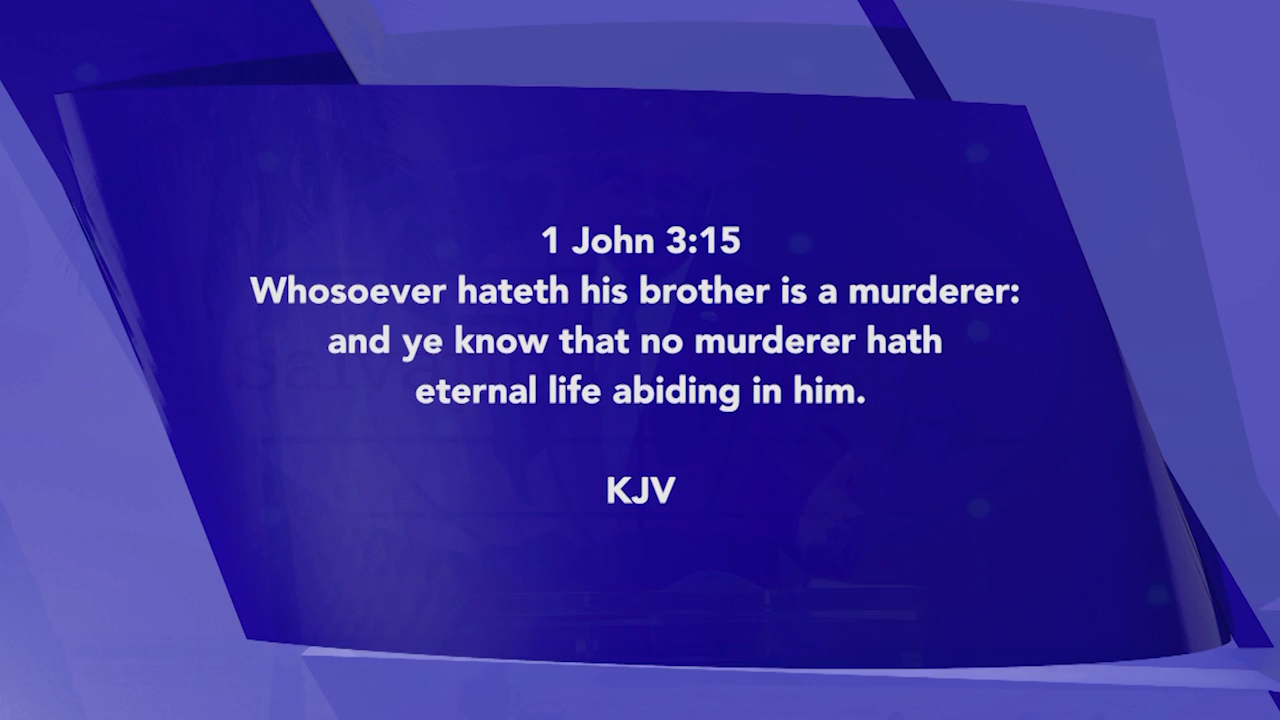 1 John 3:15
Whosoever hateth his brother is a murderer:
and ye know that no murderer hath
eternal life abiding in him.
KJV